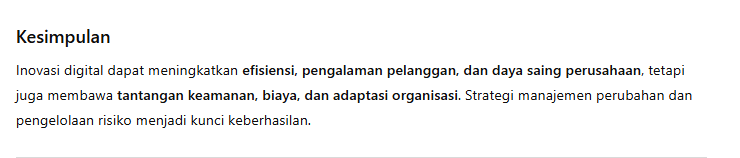 Kesimpulan
Inovasi digital dapat meningkatkan efisiensi, pengalaman pelanggan, dan daya saing perusahaan, tetapi
juga membawa tantangan keamanan, biaya, dan adaptasi organisasi. Strategi manajemen perubahan dan
pengelolaan risiko menjadi kunci keberhasilan.